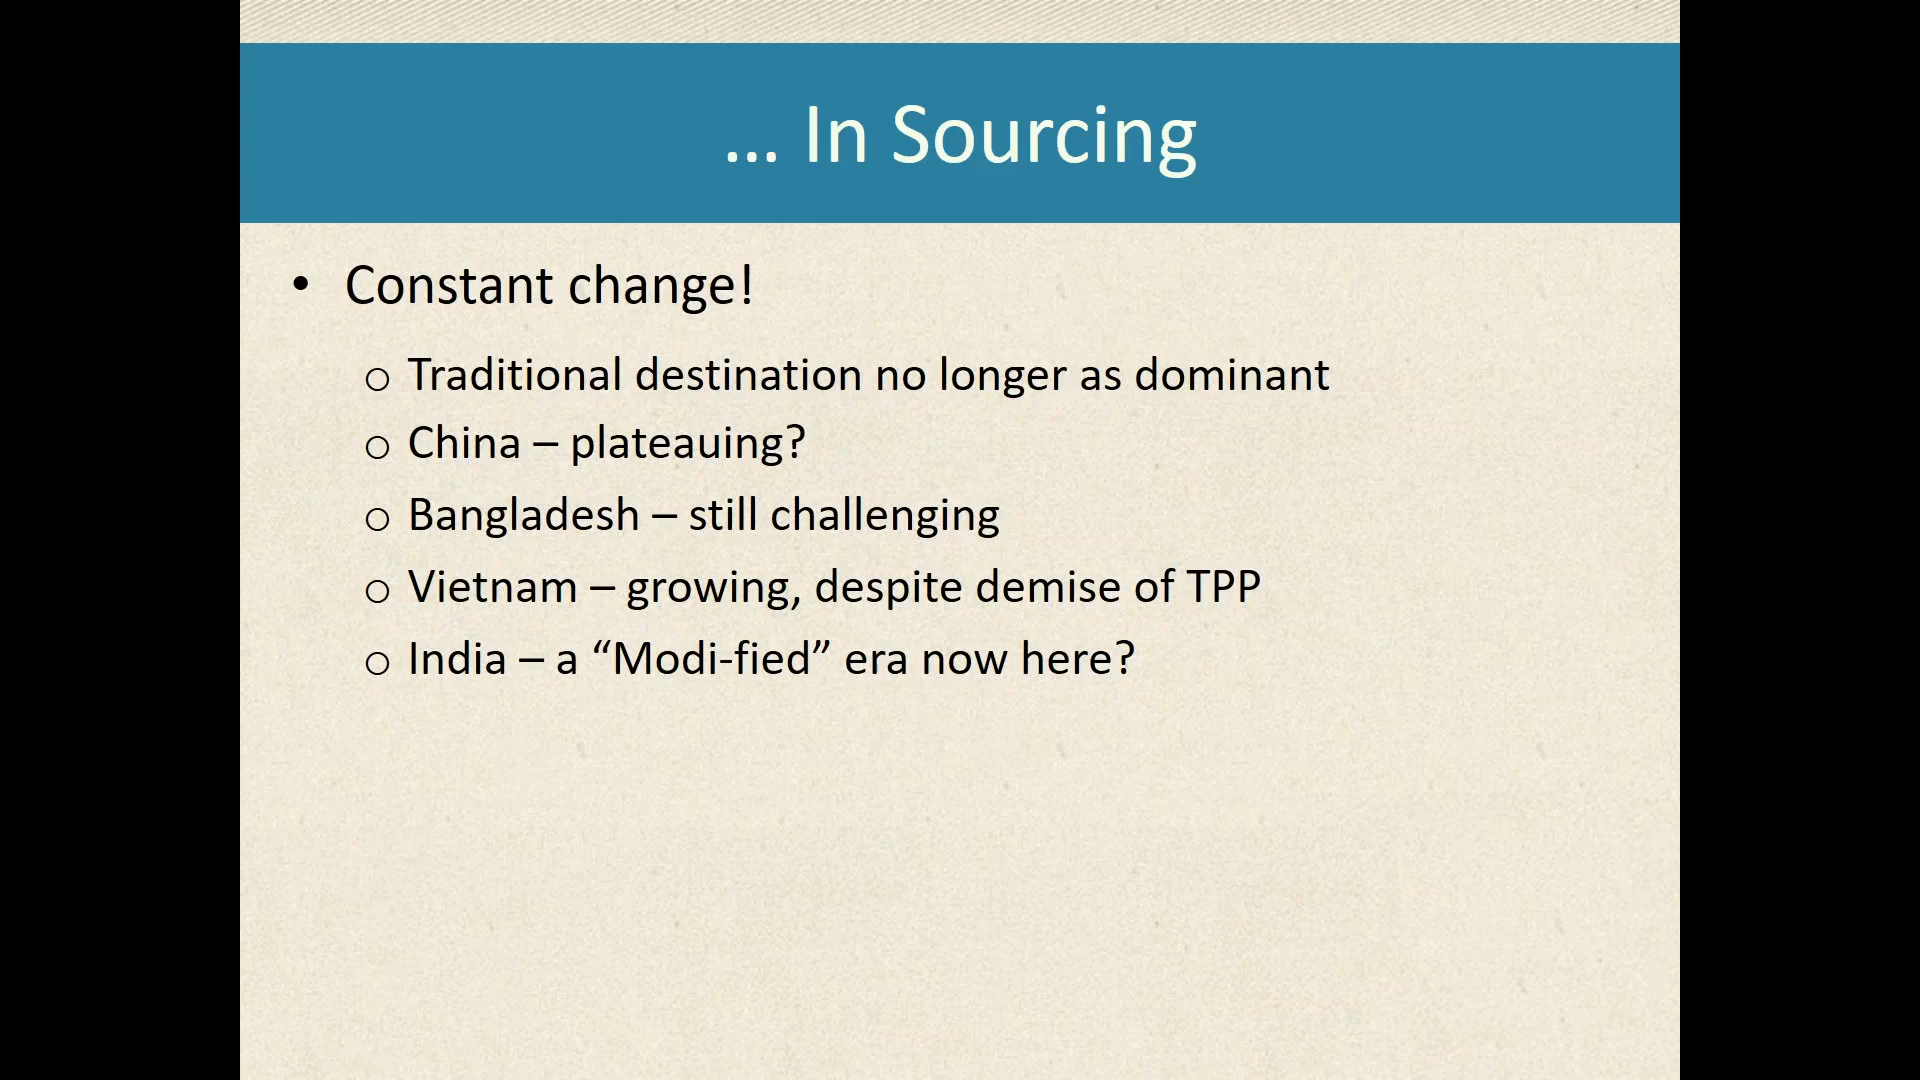 ... In Sourcing
• Constant change!
o Traditional destination no longer as dominant
o China – plateauing?
o Bangladesh – still challenging
o Vietnam – growing, despite demise of TPP
o India – a “Modi-fied” era now here?